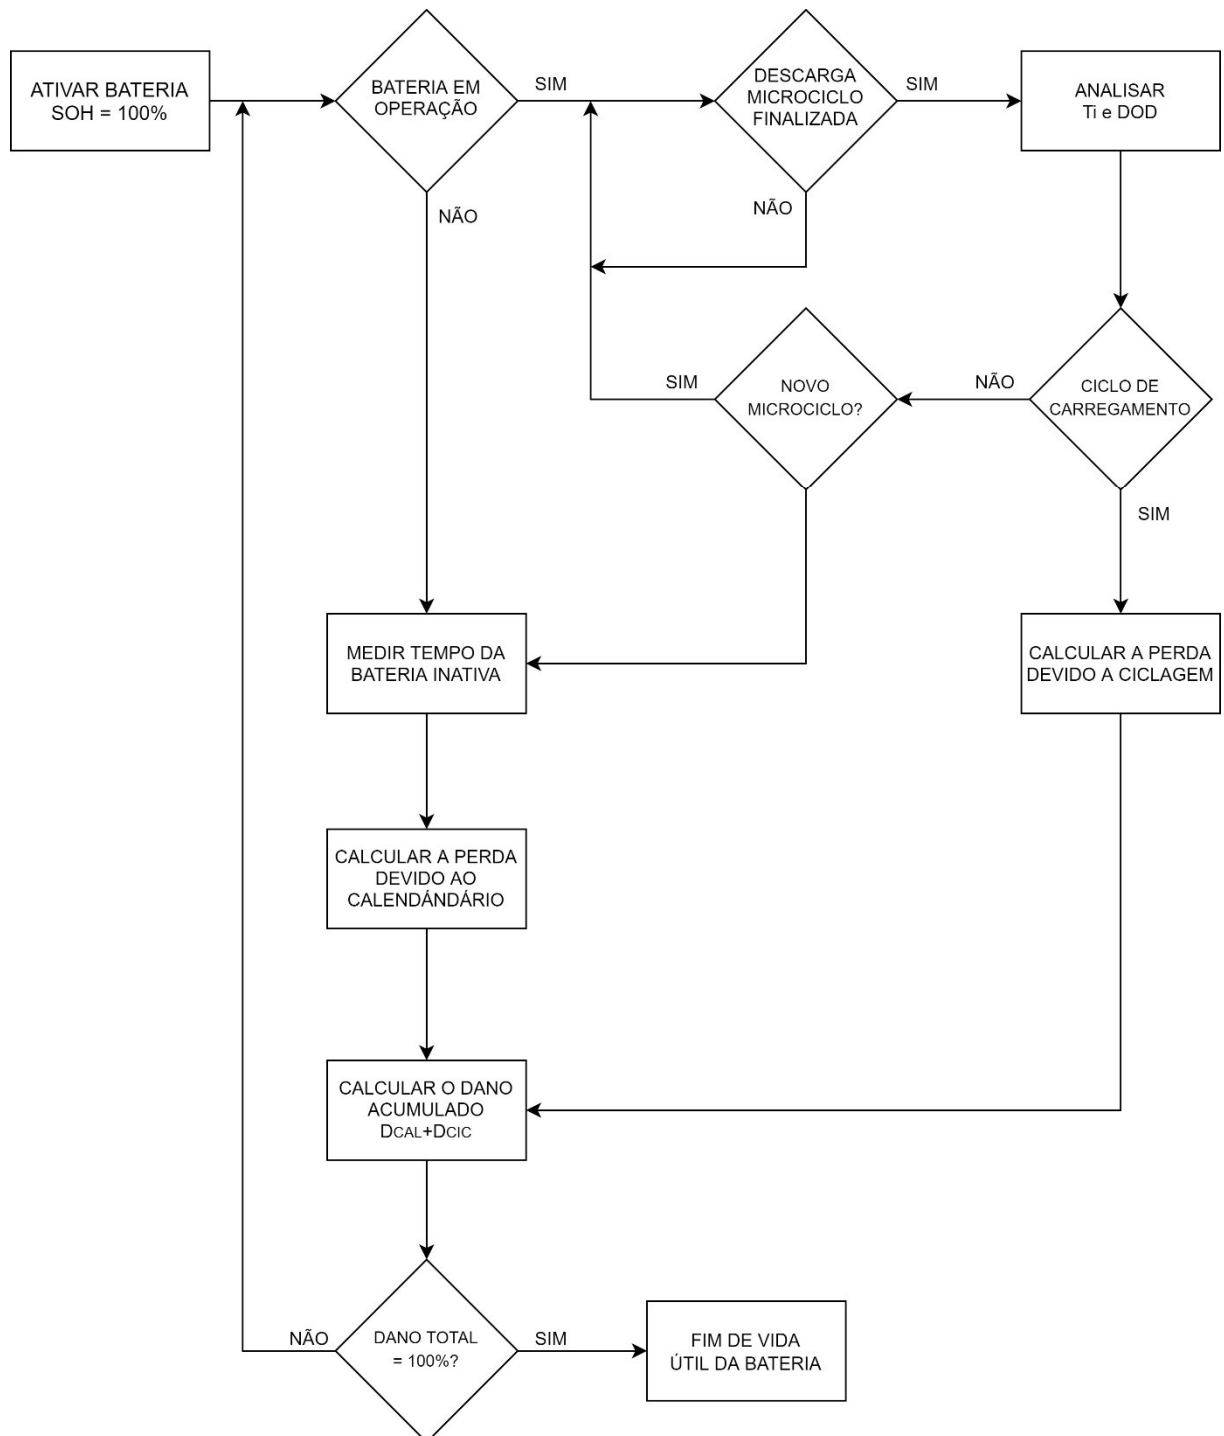 ATIVAR BATERIA
SOH = 100%
BATERIA EM
OPERAÇÃO
SIM
DESCARGA
MICROCICLO
FINALIZADA
SIM
ANALISAR
Ti e DOD
NÃO
NÃO
SIM
NOVO
MICROCICLO?
NÃO
CICLO DE
CARREGAMENTO
SIM
MEDIR TEMPO DA
BATERIA INATIVA
CALCULAR A PERDA
DEVIDO A CICLAGEM
CALCULAR A PERDA
DEVIDO AO
CALENDÁNDÁRIO
CALCULAR O DANO
ACUMULADO
DCAL+DCIC
NÃO
DANO TOTAL
= 100%?
SIM
FIM DE VIDA
ÚTIL DA BATERIA